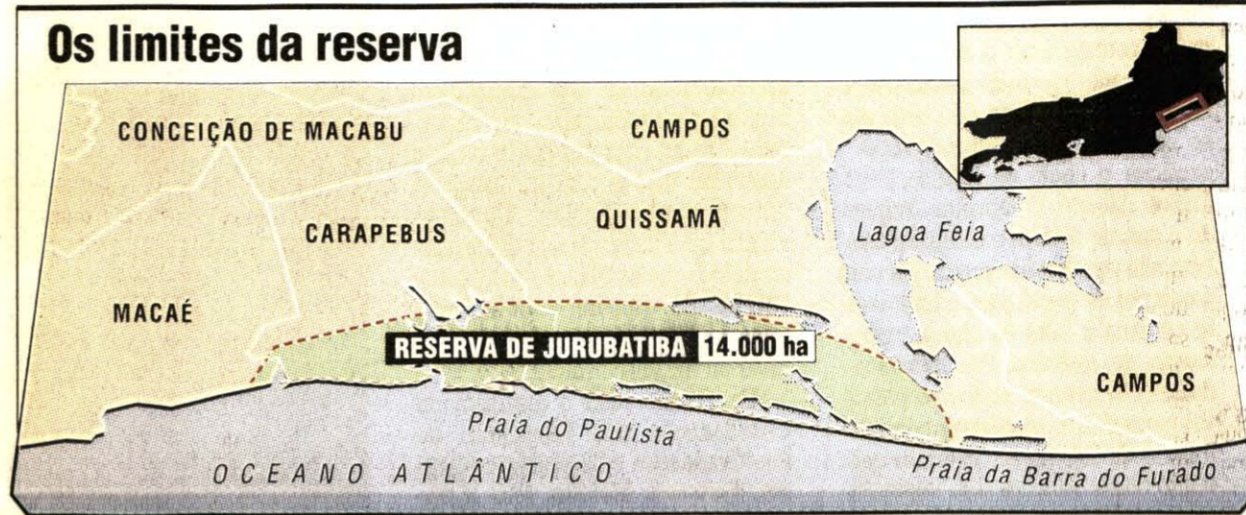 Os limites da reserva
CONCEIÇÃO DE MACABU
CAMPOS
CARAPEBUS
QUISSAMÃ
Lagoa Feia
MACAÉ
RESERVA DE JURUBATIBA 14.000 ha
CAMPOS
Praia do Paulista
OCEANO ATLÂNTICO
Praia da Barra do Furado